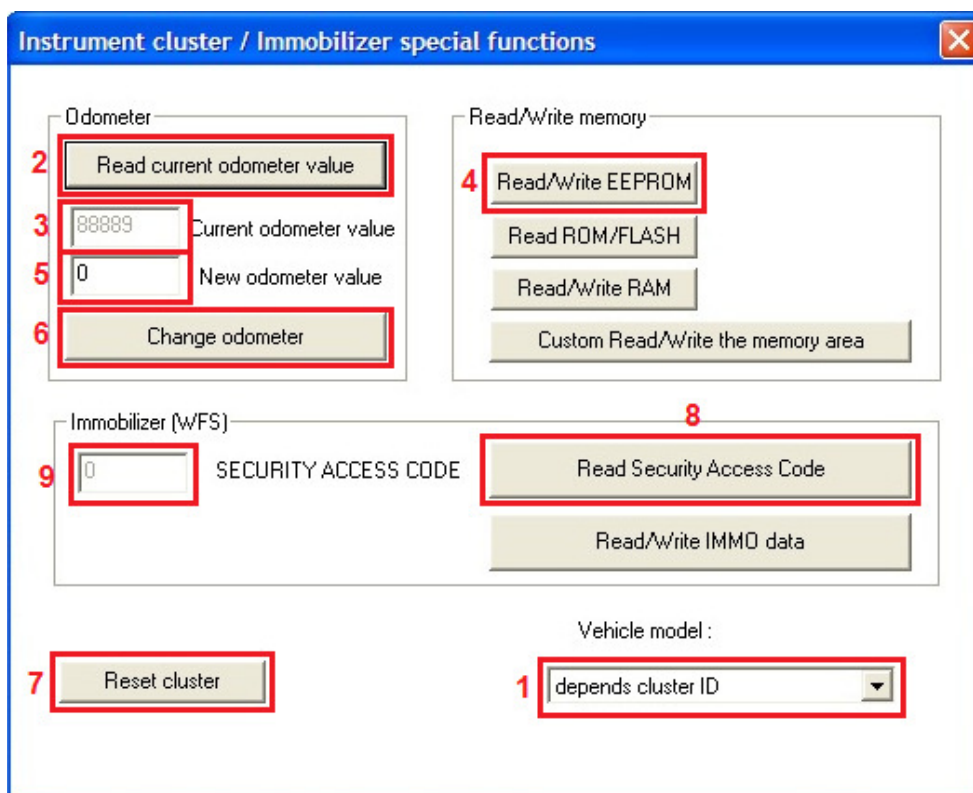 Instrument cluster / Immobilizer special functions
Odometer
2
Read current odometer value
3
88889
Current odometer value
5
0
New odometer value
6
Change odometer
Read/Write memory
4
Read/Write EEPROM
Read ROM/FLASH
Read/Write RAM
Custom Read/Write the memory area
Immobilizer (WFS)
9
0
SECURITY ACCESS CODE
8
Read Security Access Code
Read/Write IMMO data
7
Reset cluster
Vehicle model :
1
depends cluster ID